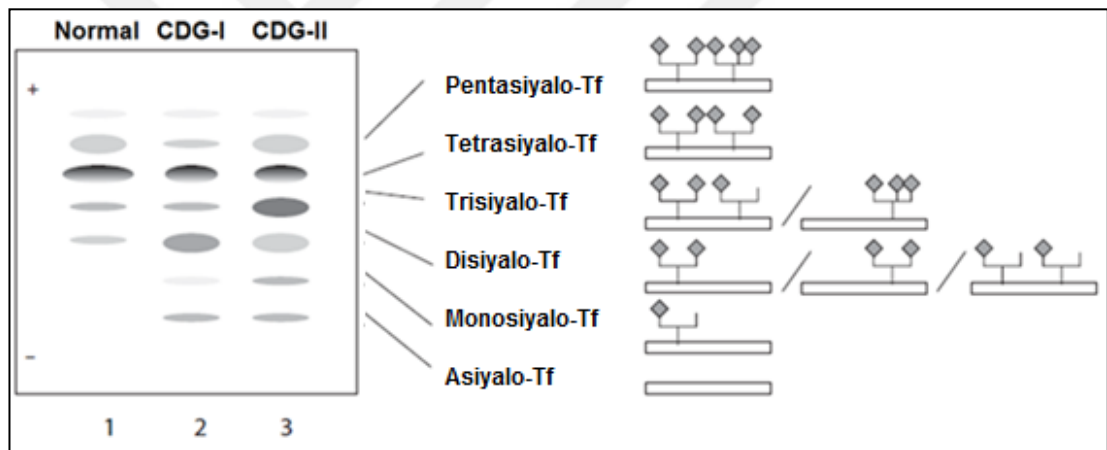 Normal CDG-I CDG-II
+
Pentasiyalo-Tf
Tetrasiyalo-Tf
Trisiyalo-Tf
Disiyalo-Tf
Monosiyalo-Tf
Asiyalo-Tf
–
1 2 3